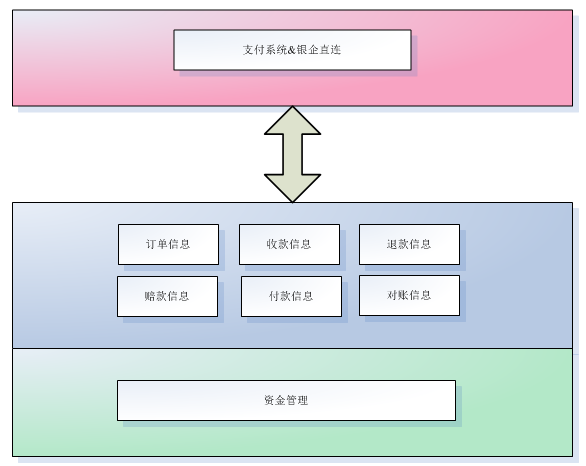 支付系统&银企直连
订单信息
收款信息
退款信息
赔款信息
付款信息
对账信息
资金管理